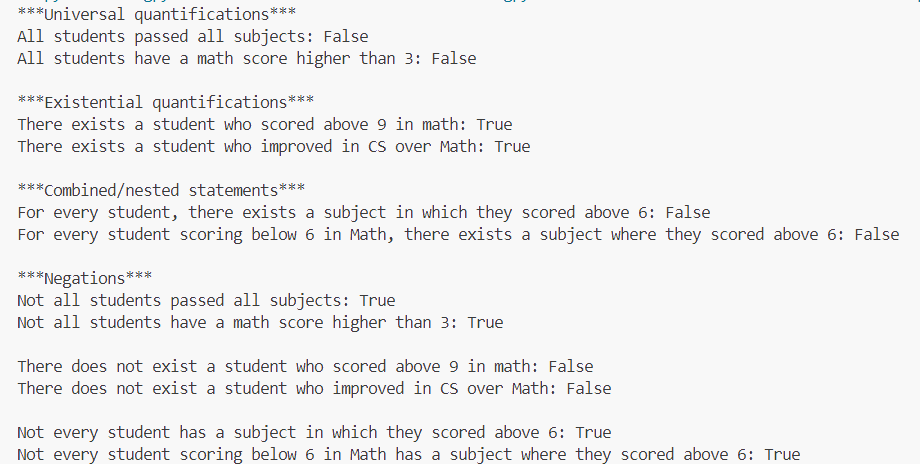 ***Universal quantifications***
All students passed all subjects: False
All students have a math score higher than 3: False
***Existential quantifications***
There exists a student who scored above 9 in math: True
There exists a student who improved in CS over Math: True
***Combined/nested statements***
For every student, there exists a subject in which they scored above 6: False
For every student scoring below 6 in Math, there exists a subject where they scored above 6: False
***Negations***
Not all students passed all subjects: True
Not all students have a math score higher than 3: True
There does not exist a student who scored above 9 in math: False
There does not exist a student who improved in CS over Math: False
Not every student has a subject in which they scored above 6: True
Not every student scoring below 6 in Math has a subject where they scored above 6: True